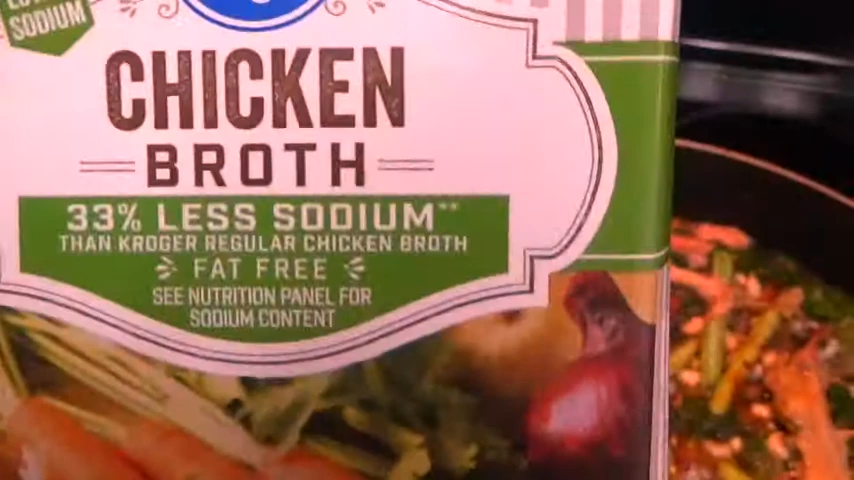 SODIUM
CHICKEN
BROTH
33% LESS SODIUM**
THAN KROGER REGULAR CHICKEN BROTH
FAT FREE
SEE NUTRITION PANEL FOR
SODIUM CONTENT